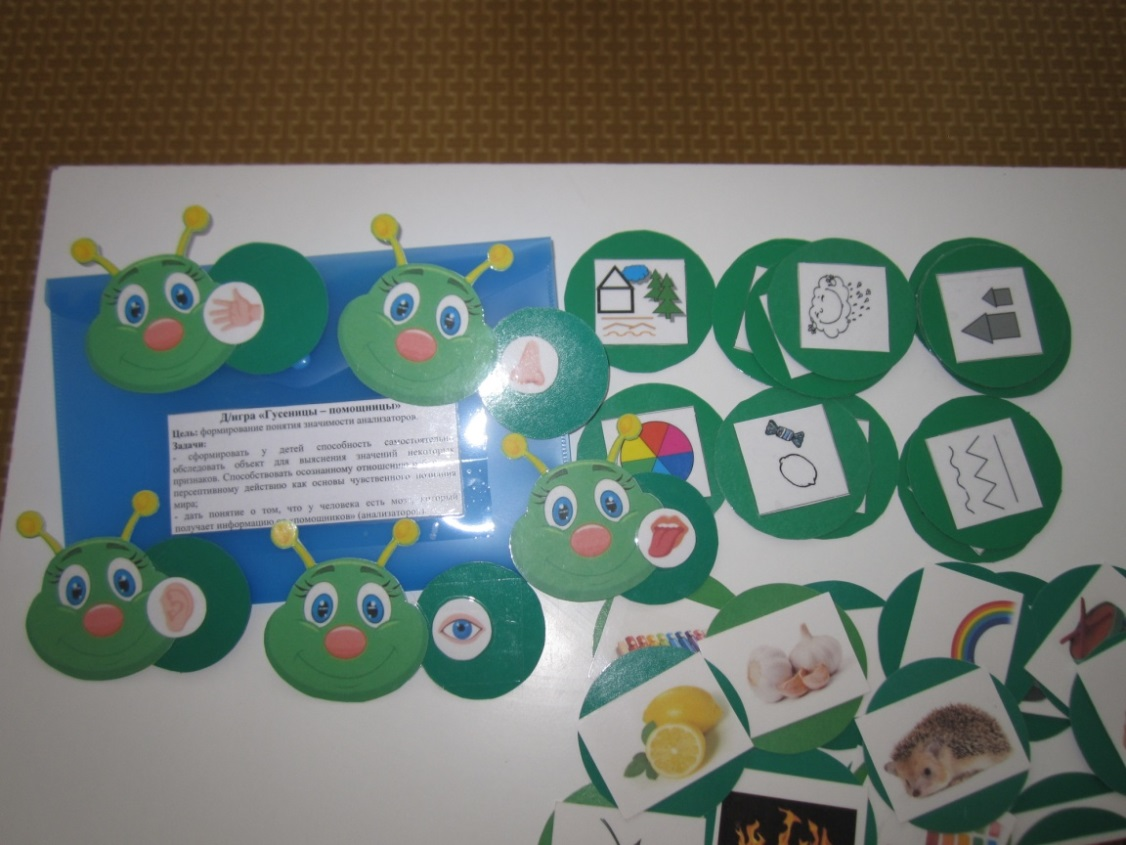 Д/игра «Гусеницы – помощницы»
Цель: формирование понятия значимости анализаторов.
Задачи:
- сформировать у детей способность самостоятельно
обследовать объект для выяснения значений некоторых
признаков. Способствовать осознанному отношению
перцептивному действию как основы чувственного познания
мира;
- дать понятие о том, что у человека есть мозг, который
получает информацию от «помощников» (анализаторов)